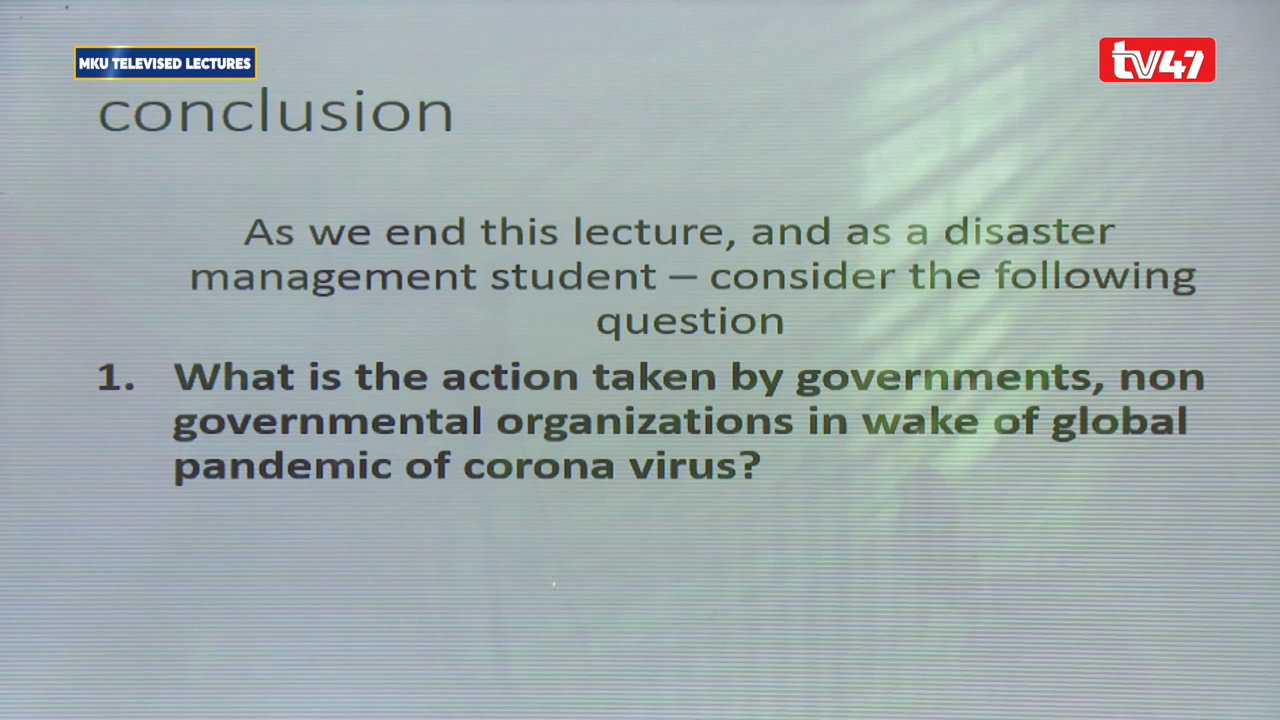 MKU TELEVISED LECTURES
tv47
conclusion
As we end this lecture, and as a disaster
management student – consider the following
question
1. What is the action taken by governments, non
governmental organizations in wake of global
pandemic of corona virus?